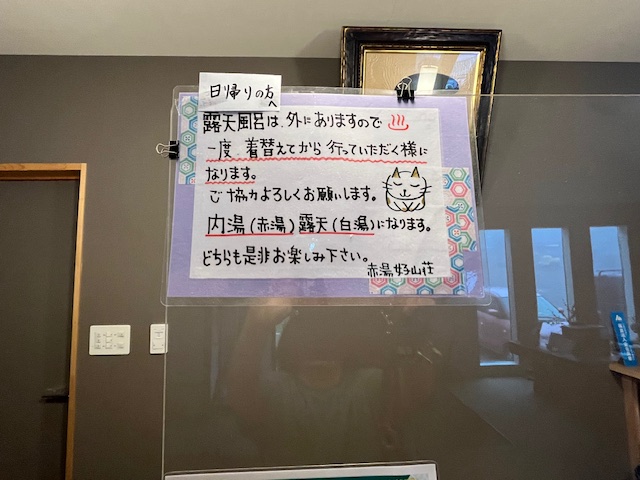 日帰りの方へ
露天風呂は、外にありますので♨
一度、着替えてから行っていただく様に
なります。
ご協力よろしくお願いします。
内湯(赤湯)露天(白湯)になります。
どちらも是非お楽しみ下さい。
赤湯好山荘